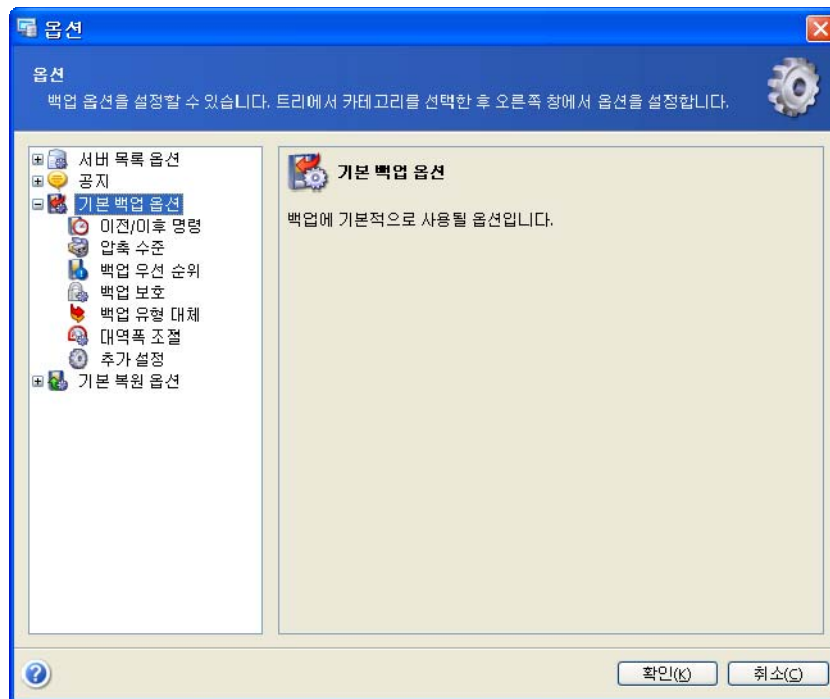 옵션
옵션
백업 옵션을 설정할 수 있습니다. 트리에서 카테고리를 선택한 후 오른쪽 창에서 옵션을 설정합니다.
서버 목록 옵션
공지
기본 백업 옵션
이전/이후 명령
압축 수준
백업 우선 순위
백업 보호
백업 유형 대체
대역폭 조절
추가 설정
기본 복원 옵션
기본 백업 옵션
백업에 기본적으로 사용될 옵션입니다.
확인(K)
취소(C)